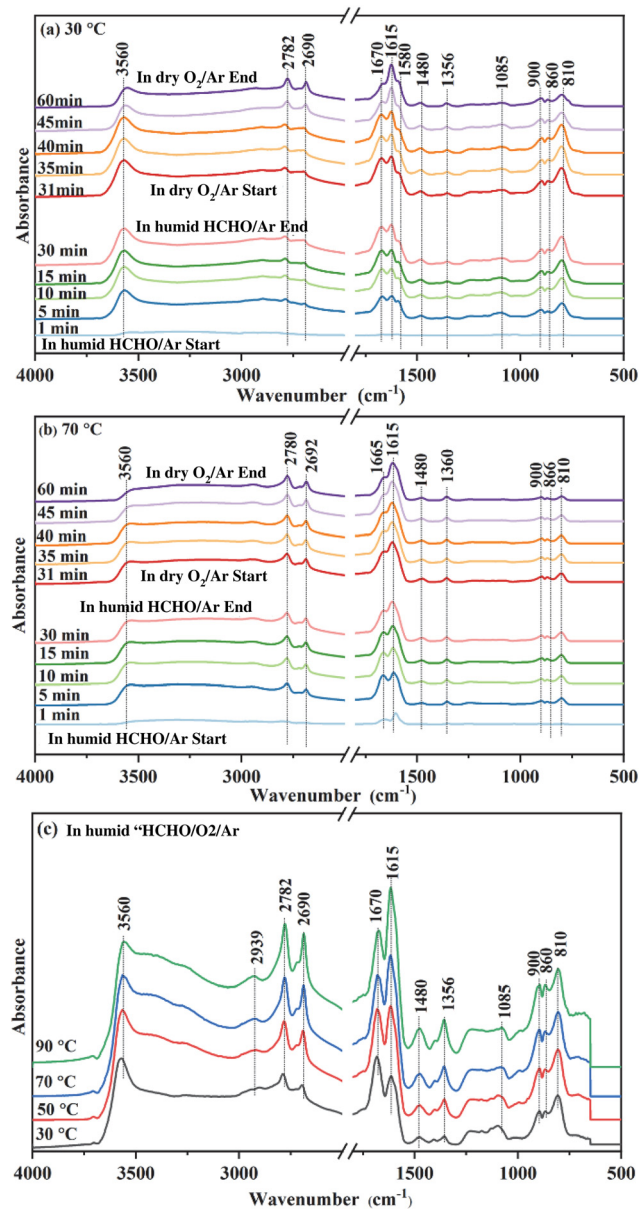 (a) 30 °C
3560
2782
2690
1670
1615
1580
1480
1356
1085
900
860
810
In dry O2/Ar End
60min
45min
40min
35min
31min
In dry O2/Ar Start
In humid HCHO/Ar End
30 min
15 min
10 min
5 min
1 min
In humid HCHO/Ar Start
Absorbance
4000 3500 3000 1500 1000 500
Wavenumber (cm-1)
(b) 70 °C
3560
2780
2692
1665
1615
1480
1360
900
866
810
In dry O2/Ar End
60 min
45 min
40 min
35 min
31 min
In dry O2/Ar Start
In humid HCHO/Ar End
30 min
15 min
10 min
5 min
1 min
In humid HCHO/Ar Start
Absorbance
4000 3500 3000 1500 1000 500
Wavenumber (cm-1)
(c) In humid “HCHO/O2/Ar
3560
2939
2782
2690
1670
1615
1480
1356
1085
900
860
810
90 °C
70 °C
50 °C
30 °C
Absorbance
4000 3500 3000 1500 1000 500
Wavenumber (cm-1)